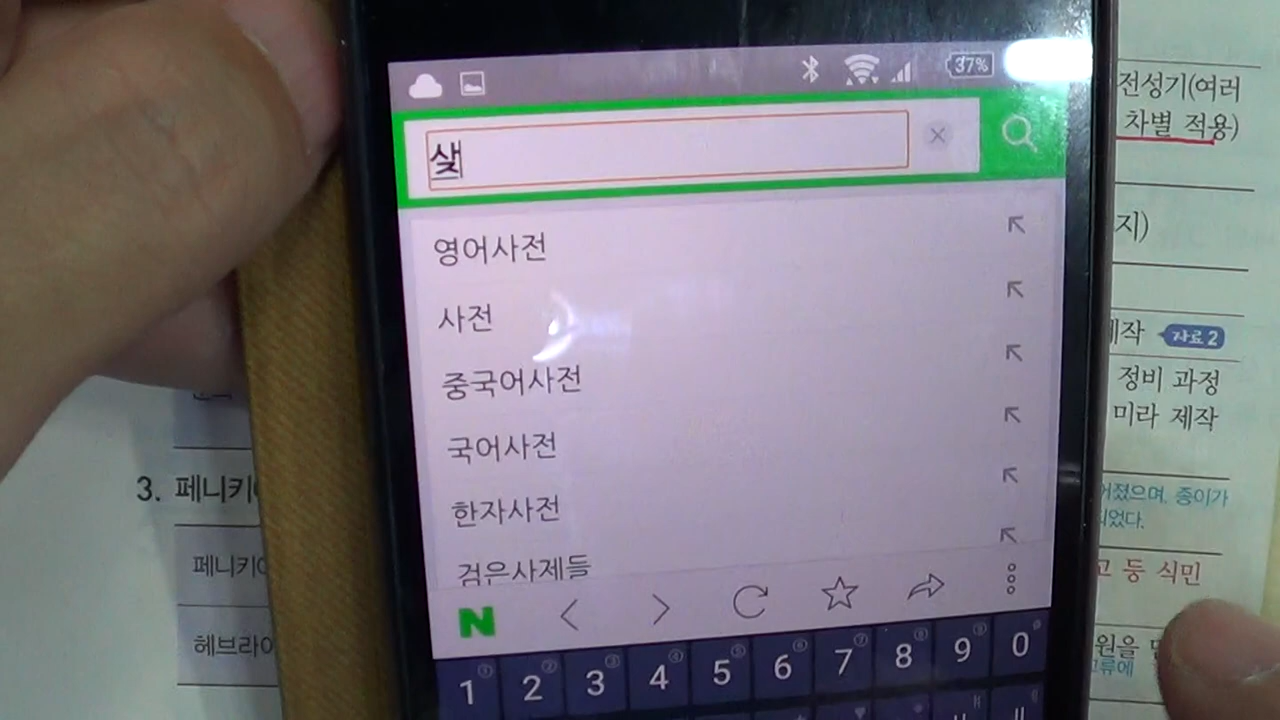 37%
샞
영어사전
사전
중국어사전
국어사전
한자사전
검은사제들
N
1 2 3 4 5 6 7 8 9 0
전성기(여러
차별 적용)
지)
제작 자료 2
정비 과정
미라 제작
어졌으며, 종이가
되었다.
고 등 식민
원을
3. 페니키
페니키
헤브라이